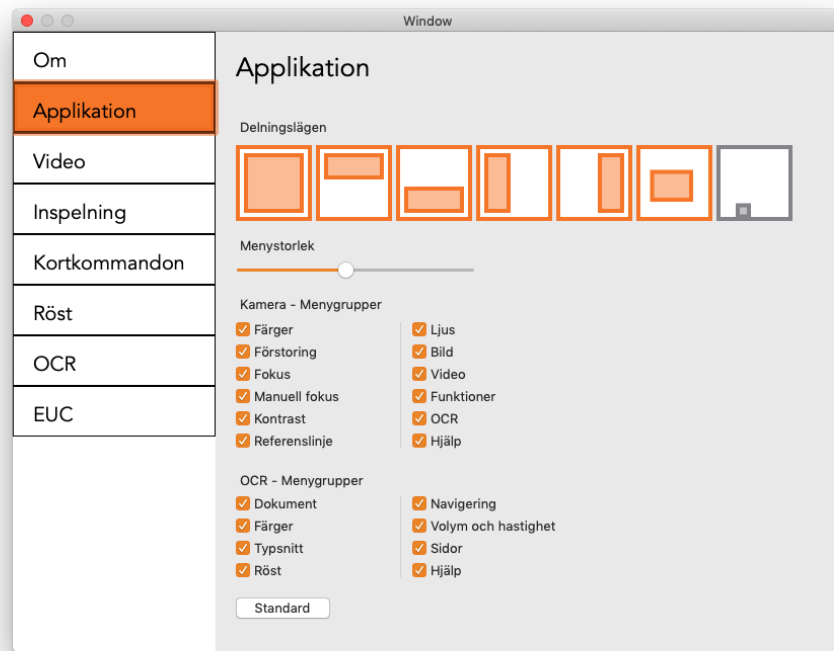 Window
Om
Applikation
Video
Inspelning
Kortkommandon
Röst
OCR
EUC
Applikation
Delningslägen
Menystorlek
Kamera - Menygrupper
Färger
Förstoring
Fokus
Manuell fokus
Kontrast
Referenslinje
Ljus
Bild
Video
Funktioner
OCR
Hjälp
OCR - Menygrupper
Dokument
Färger
Typsnitt
Röst
Navigering
Volym och hastighet
Sidor
Hjälp
Standard